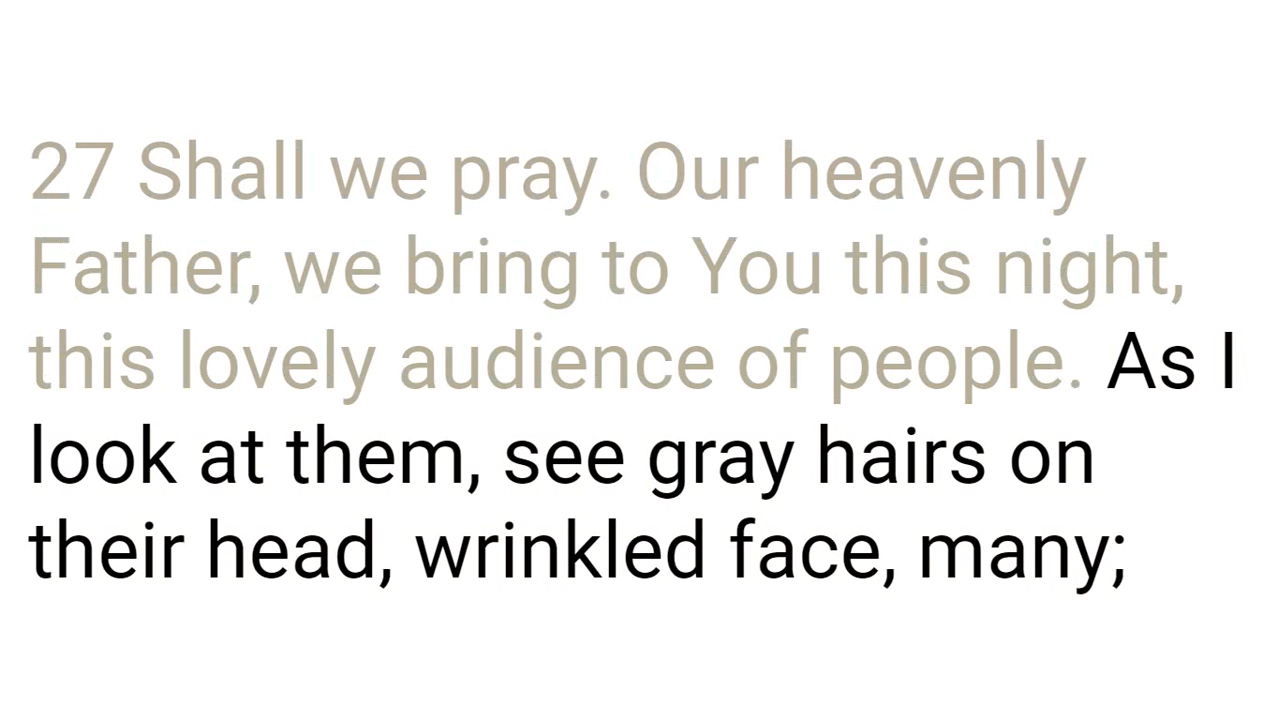 27 Shall we pray. Our heavenly
Father, we bring to You this night,
this lovely audience of people. As I
look at them, see gray hairs on
their head, wrinkled face, many;